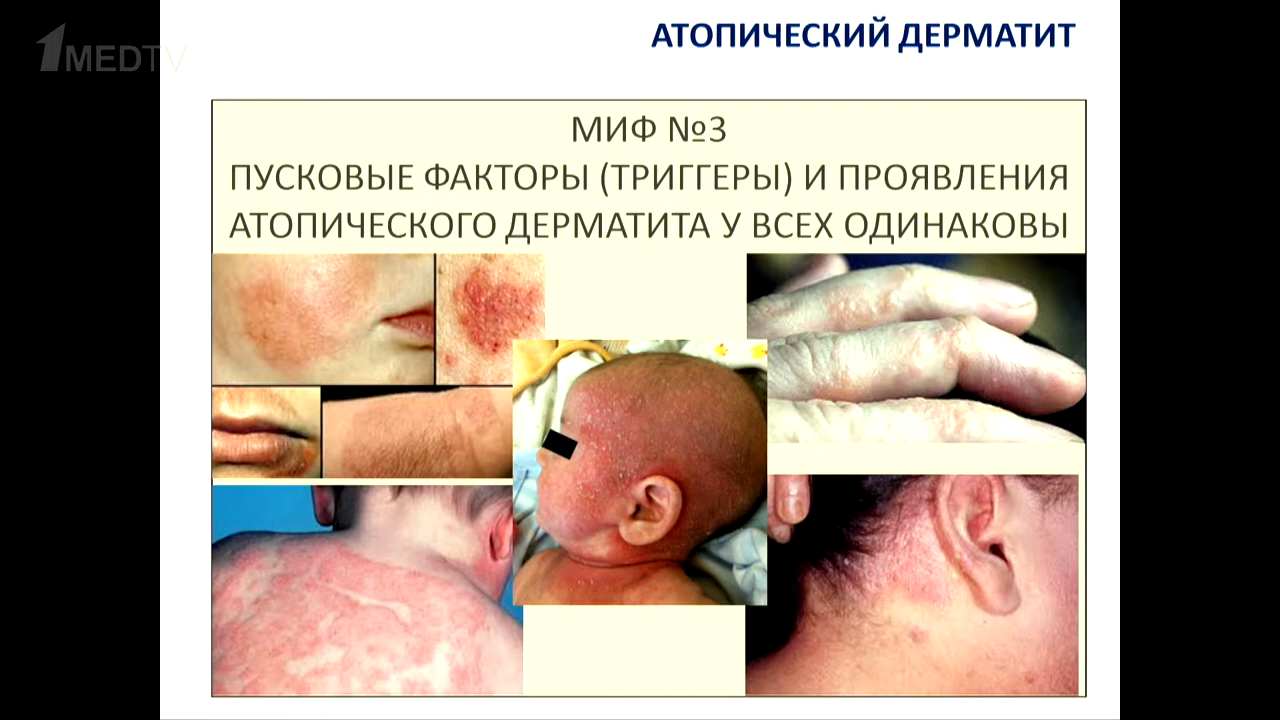 1MEDTV
АТОПИЧЕСКИЙ ДЕРМАТИТ
МИФ №3
ПУСКОВЫЕ ФАКТОРЫ (ТРИГГЕРЫ) И ПРОЯВЛЕНИЯ
АТОПИЧЕСКОГО ДЕРМАТИТА У ВСЕХ ОДИНАКОВЫ